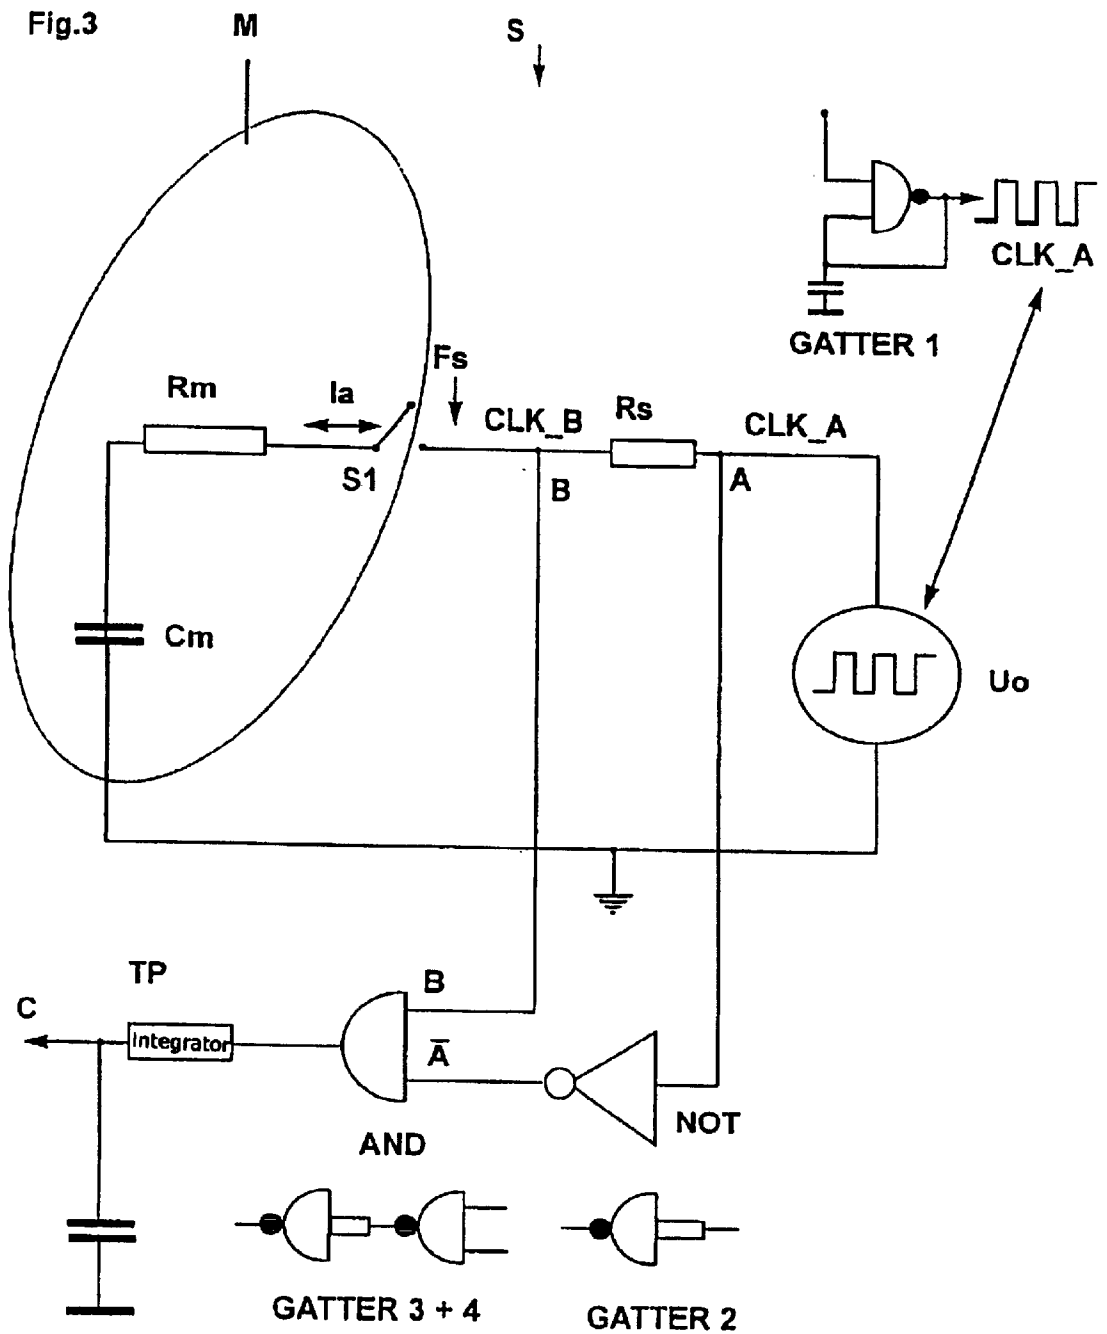 Fig.3
M
S
CLK_A
GATTER 1
Fs
Rm
Ia
CLK_B
Rs
CLK_A
S1
B
A
Cm
Uo
TP
B
C
Integrator
A̅
NOT
AND
GATTER 3 + 4
GATTER 2